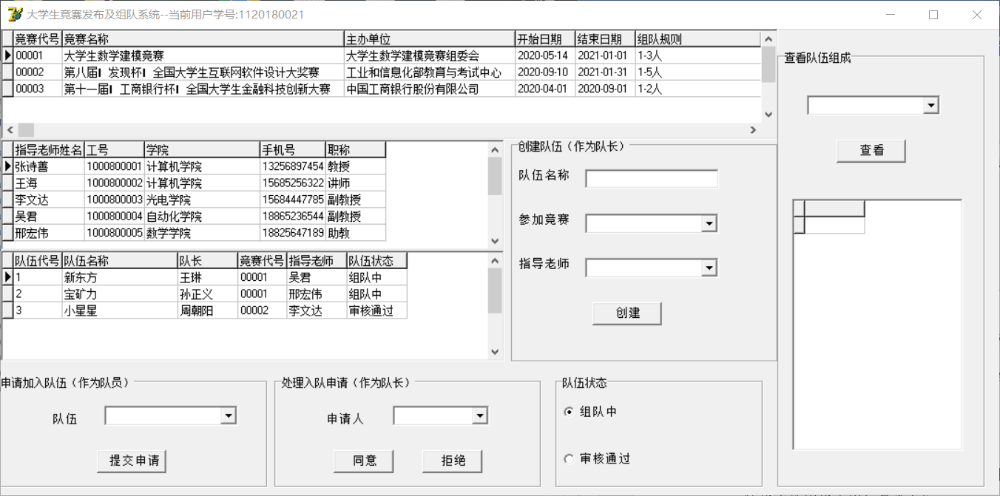 大学生竞赛发布及组队系统--当前用户学号:1120180021
竞赛代号 竞赛名称 主办单位 开始日期 结束日期 组队规则
00001 大学生数学建模竞赛 大学生数学建模竞赛组委会 2020-05-14 2021-01-01 1-3人
00002 第八届| 发现杯| 全国大学生互联网软件设计大奖赛 工业和信息化部教育与考试中心 2020-09-10 2021-01-31 1-5人
00003 第十一届| 工商银行杯| 全国大学生金融科技创新大赛 中国工商银行股份有限公司 2020-04-01 2020-09-01 1-2人
指导老师姓名 工号 学院 手机号 职称
张诗蔷 1000800001 计算机学院 13256897454 教授
王海 1000800002 计算机学院 15685256322 讲师
李文达 1000800003 光电学院 15684447785 副教授
吴君 1000800004 自动化学院 18865236544 副教授
邢宏伟 1000800005 数学学院 18825647189 助教
队伍代号 队伍名称 队长 竞赛代号 指导老师 队伍状态
1 新东方 王琳 00001 吴君 组队中
2 宝矿力 孙正义 00001 邢宏伟 组队中
3 小星星 周朝阳 00002 李文达 审核通过
创建队伍（作为队长）
队伍名称
参加竞赛
指导老师
创建
查看队伍组成
查看
申请加入队伍（作为队员）
队伍
提交申请
处理入队申请（作为队长）
申请人
同意 拒绝
队伍状态
组队中
审核通过